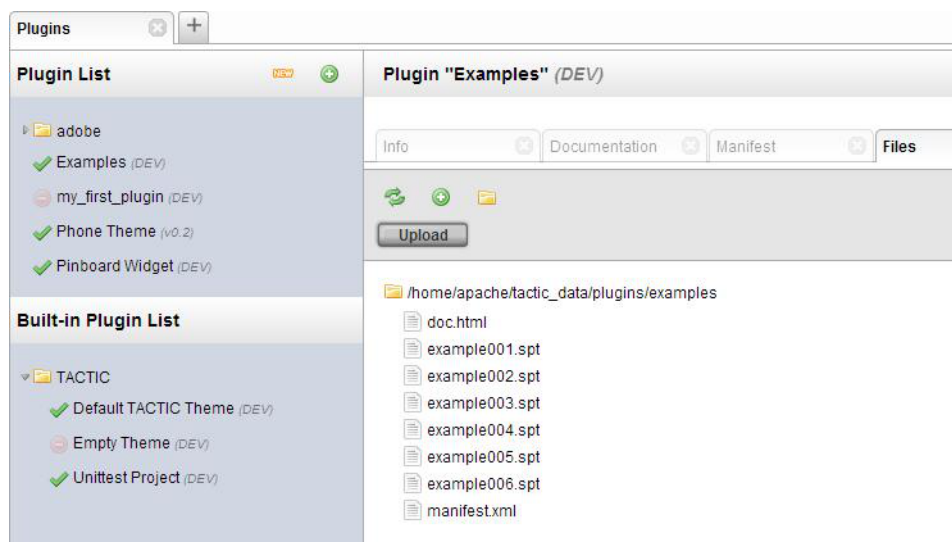 Plugins
+
Plugin List NEW
adobe
Examples (DEV)
my_first_plugin (DEV)
Phone Theme (v0.2)
Pinboard Widget (DEV)
Built-in Plugin List
TACTIC
Default TACTIC Theme (DEV)
Empty Theme (DEV)
Unittest Project (DEV)
Plugin "Examples" (DEV)
Info Documentation Manifest Files
Upload
/home/apache/tactic_data/plugins/examples
doc.html
example001.spt
example002.spt
example003.spt
example004.spt
example005.spt
example006.spt
manifest.xml